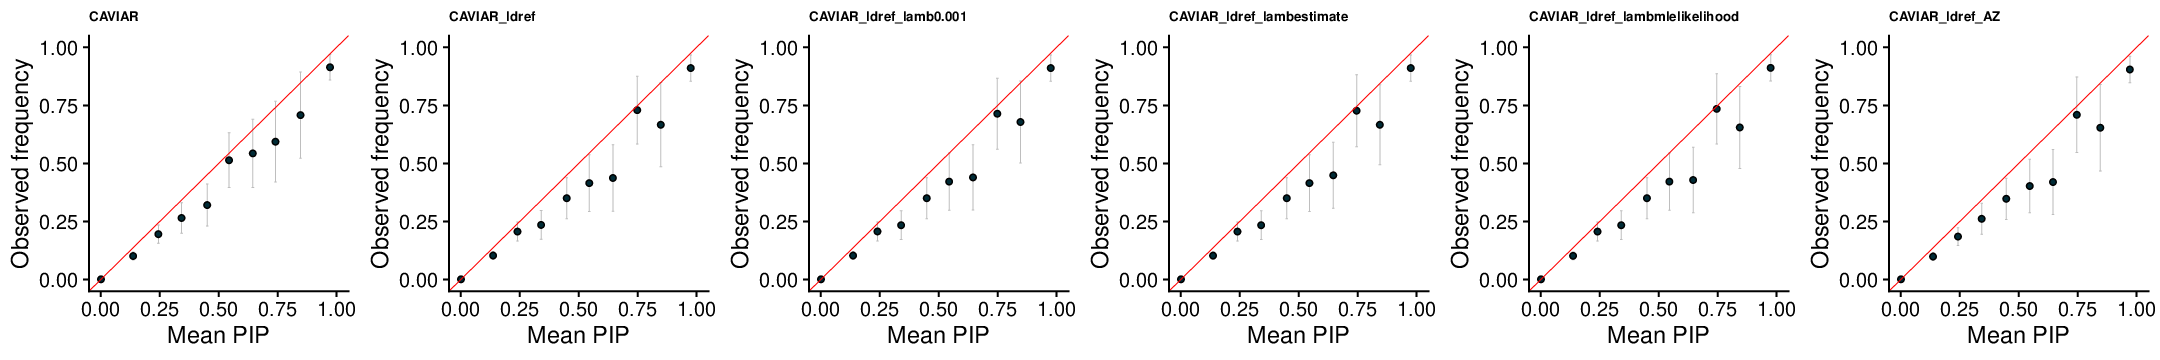 CAVIAR
1.00
0.75
0.50
0.25
0.00
Observed frequency
0.00 0.25 0.50 0.75 1.00
Mean PIP
CAVIAR_ldref
1.00
0.75
0.50
0.25
0.00
Observed frequency
0.00 0.25 0.50 0.75 1.00
Mean PIP
CAVIAR_ldref_lamb0.001
1.00
0.75
0.50
0.25
0.00
Observed frequency
0.00 0.25 0.50 0.75 1.00
Mean PIP
CAVIAR_ldref_lambestimate
1.00
0.75
0.50
0.25
0.00
Observed frequency
0.00 0.25 0.50 0.75 1.00
Mean PIP
CAVIAR_ldref_lambmlelikelihood
1.00
0.75
0.50
0.25
0.00
Observed frequency
0.00 0.25 0.50 0.75 1.00
Mean PIP
CAVIAR_ldref_AZ
1.00
0.75
0.50
0.25
0.00
Observed frequency
0.00 0.25 0.50 0.75 1.00
Mean PIP